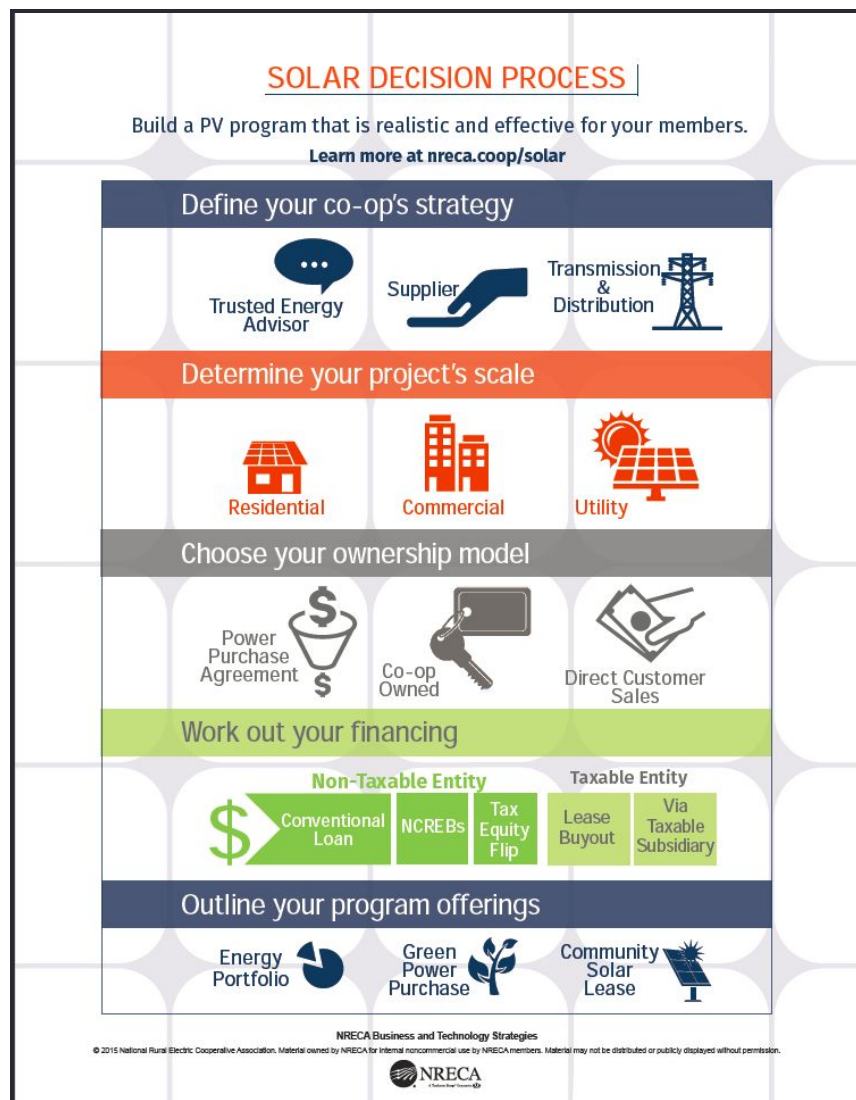 SOLAR DECISION PROCESS
Build a PV program that is realistic and effective for your members.
Learn more at nreca.coop/solar
Define your co-op's strategy
Trusted Energy
Advisor
Supplier
Transmission
&
Distribution
Determine your project's scale
Residential
Commercial
Utility
Choose your ownership model
Power
Purchase
Agreement
$
$
Co-op
Owned
Direct Customer
Sales
Work out your financing
Non-Taxable Entity
Taxable Entity
$
Conventional
Loan
NCREBs
Tax
Equity
Flip
Lease
Buyout
Via
Taxable
Subsidiary
Outline your program offerings
Energy
Portfolio
Green
Power
Purchase
Community
Solar
Lease
NRECA Business and Technology Strategies
© 2015 National Rural Electric Cooperative Association. Material owned by NRECA for internal noncommercial use by NRECA members. Material may not be distributed or publicly displayed without permission.
NRECA